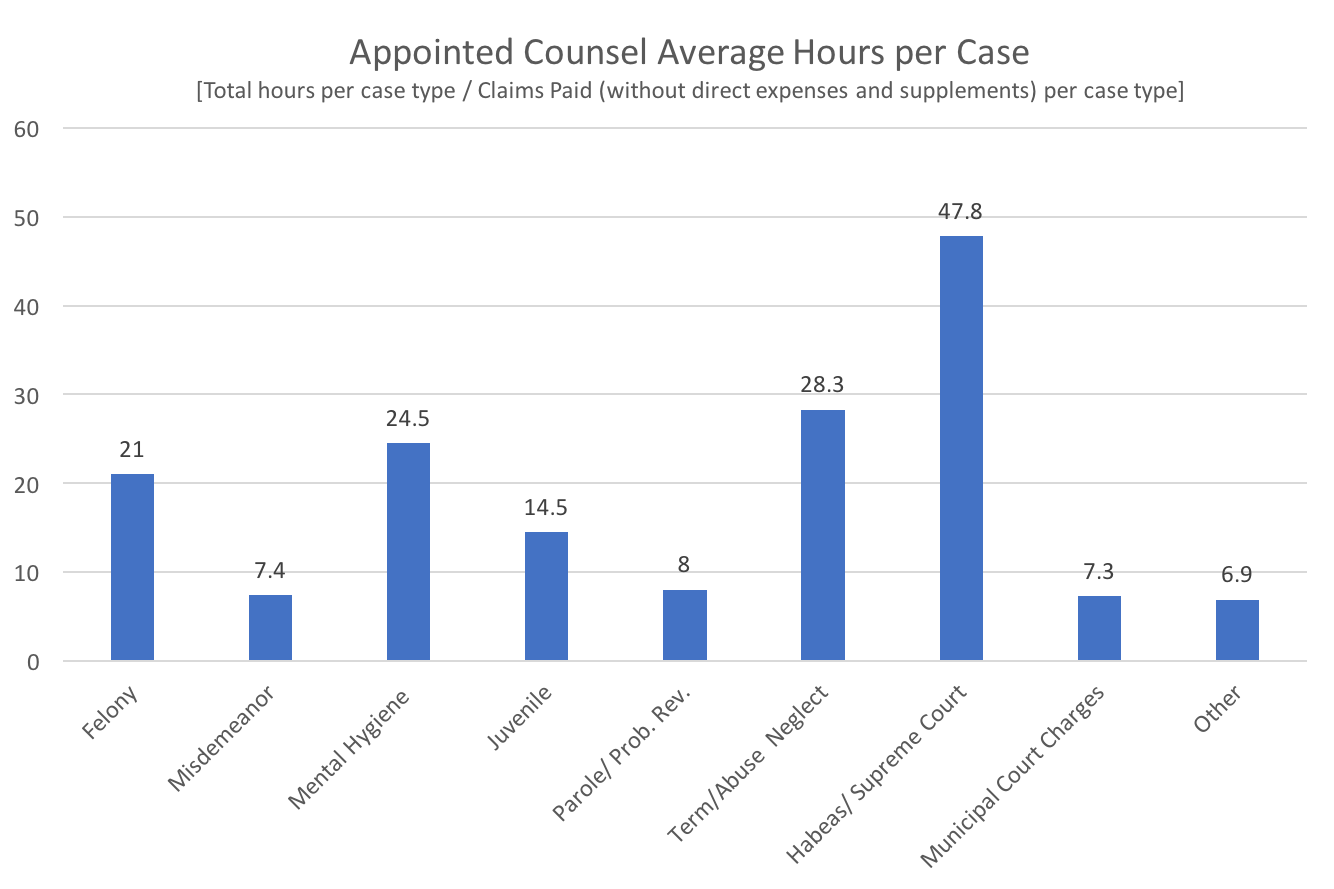 Appointed Counsel Average Hours per Case
[Total hours per case type / Claims Paid (without direct expenses and supplements) per case type]
60
50
40
30
20
10
0
21
7.4
24.5
14.5
8
28.3
47.8
7.3
6.9
Felony
Misdemeanor
Mental Hygiene
Juvenile
Parole/ Prob. Rev.
Term/Abuse  Neglect
Habeas/ Supreme Court
Municipal Court Charges
Other